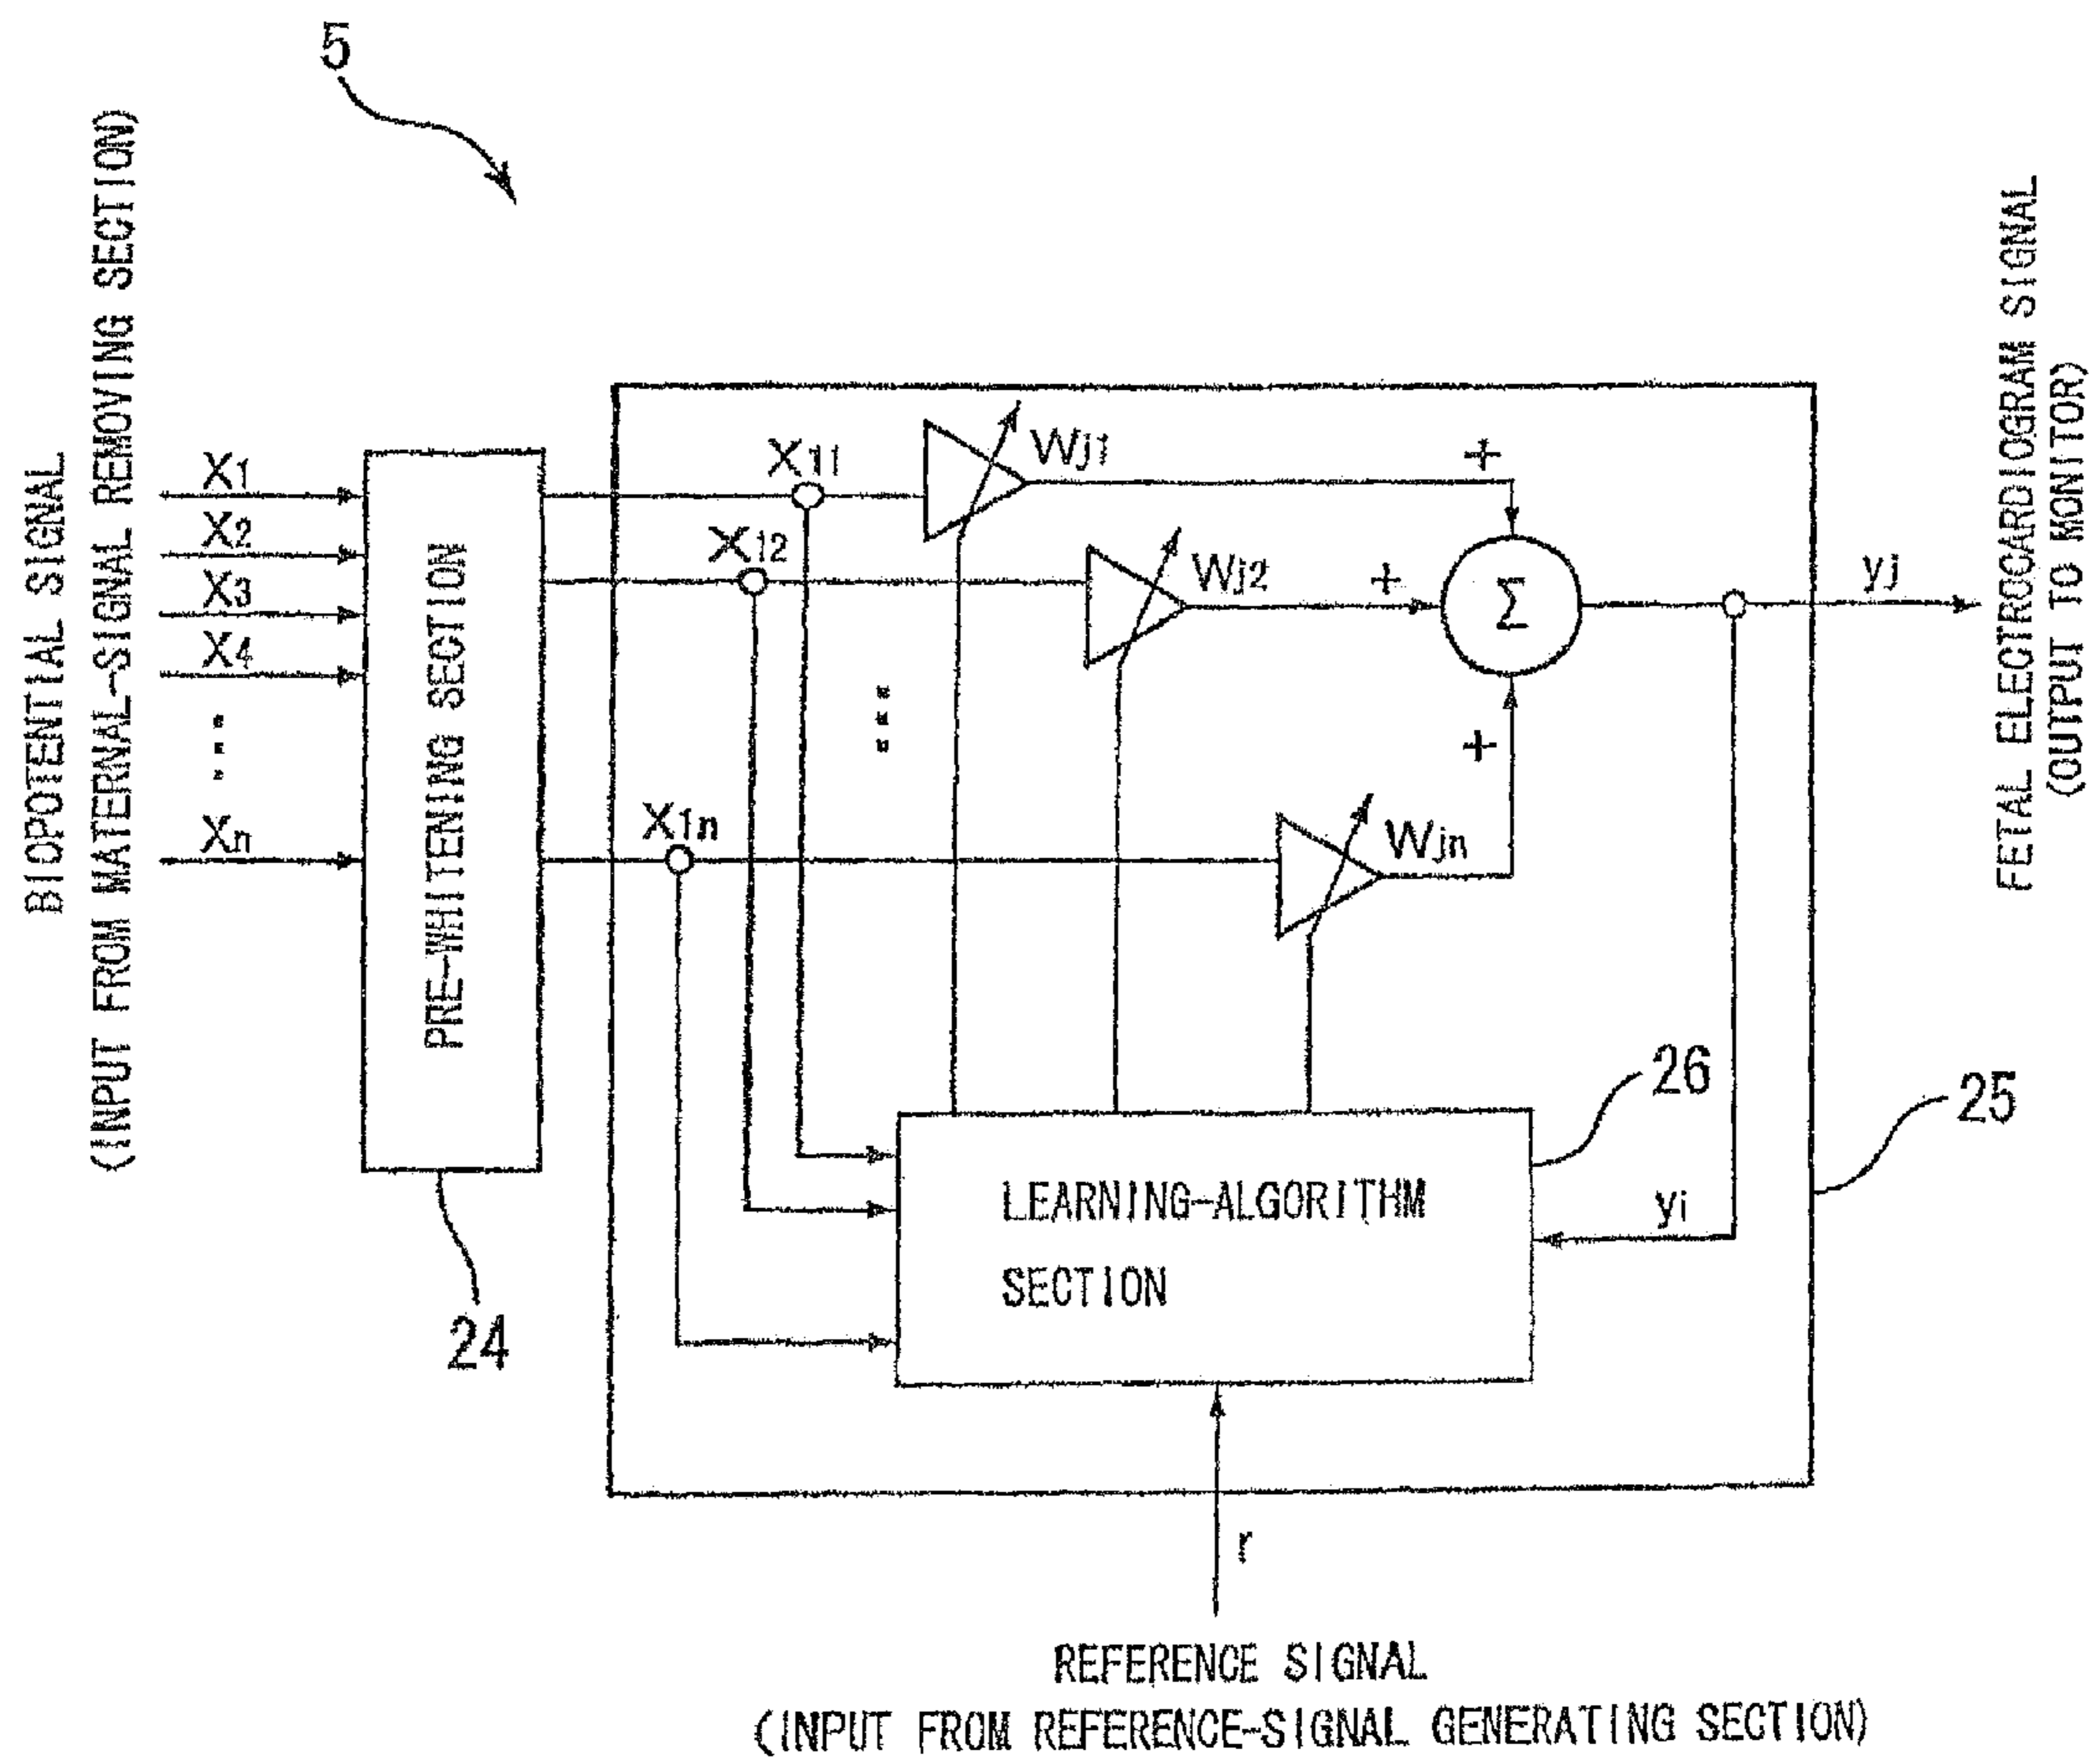 5
BIOPOTENTIAL SIGNAL
(INPUT FROM MATERNAL-SIGNAL REMOVING SECTION)
X1
X2
X3
X4
Xn
PRE-WHITENING SECTION
24
X11
X12
X1n
Wj1
Wj2
Wjn
+
+
+
Σ
yj
FETAL ELECTROCARDIOGRAM SIGNAL
(OUTPUT TO MONITOR)
26
25
yi
LEARNING-ALGORITHM
SECTION
r
REFERENCE SIGNAL
(INPUT FROM REFERENCE-SIGNAL GENERATING SECTION)